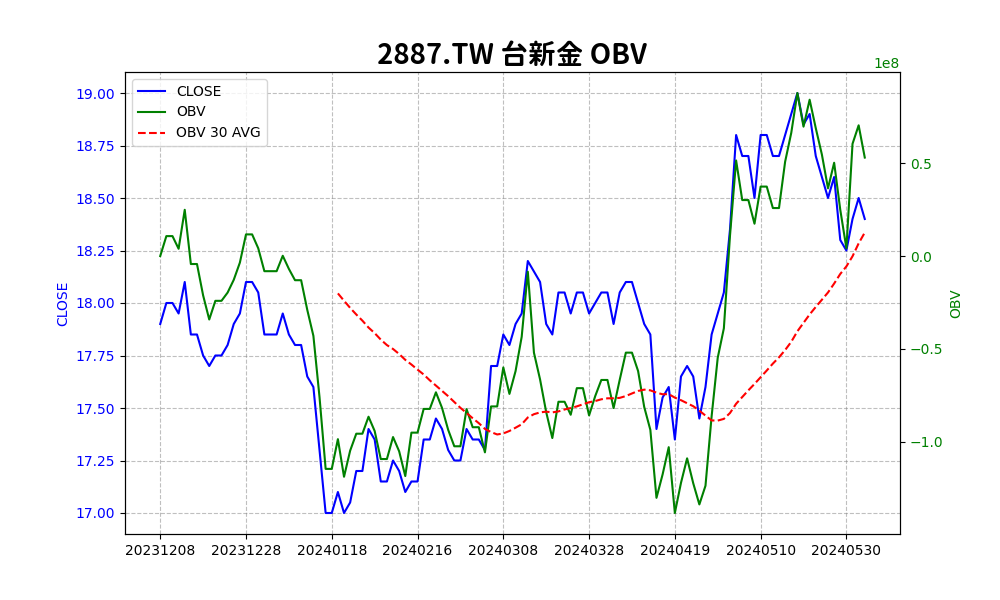 2887.TW 台新金 OBV
1e8
CLOSE
OBV
OBV 30 AVG
19.00
18.75
18.50
18.25
18.00
17.75
17.50
17.25
17.00
CLOSE
0.5
0.0
−0.5
−1.0
OBV
20231208 20231228 20240118 20240216 20240308 20240328 20240419 20240510 20240530